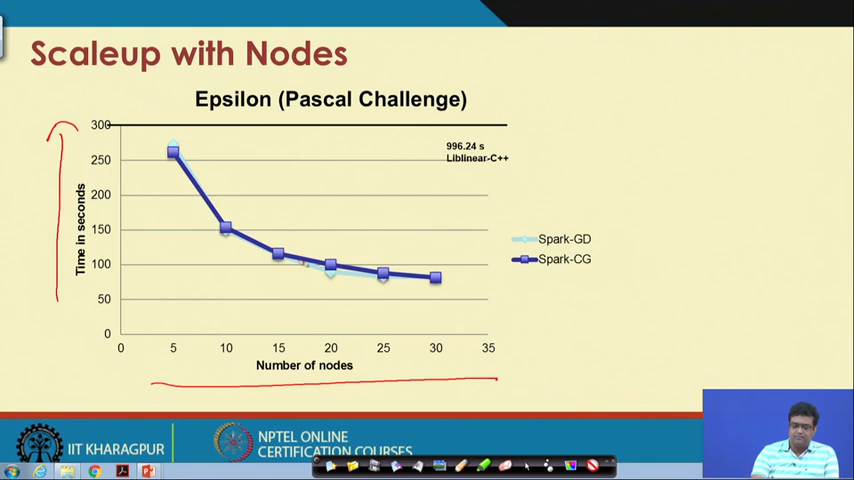 Scaleup with Nodes
Epsilon (Pascal Challenge)
300
250
200
150
100
50
0
Time in seconds
996.24 s
Liblinear-C++
Spark-GD
Spark-CG
0 5 10 15 20 25 30 35
Number of nodes
IIT KHARAGPUR
NPTEL ONLINE
CERTIFICATION COURSES